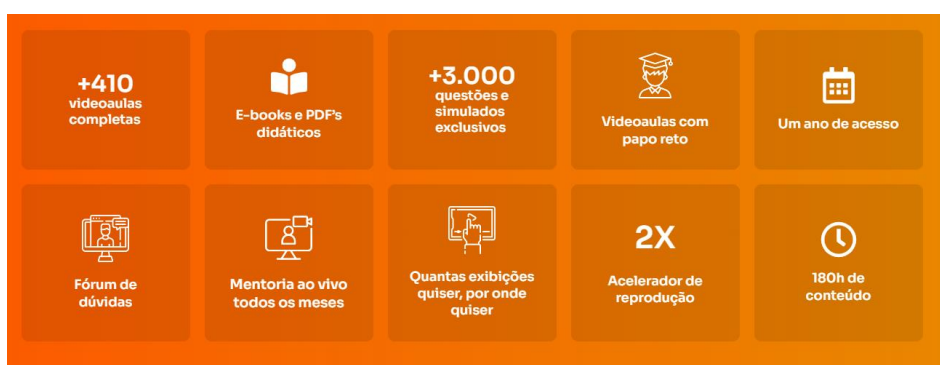 +410
videoaulas
completas
E-books e PDF's
didáticos
+3.000
questões e
simulados
exclusivos
Videoaulas com
papo reto
Um ano de acesso
Fórum de
dúvidas
Mentoria ao vivo
todos os meses
Quantas exibições
quiser, por onde
quiser
2X
Acelerador de
reprodução
180h de
conteúdo